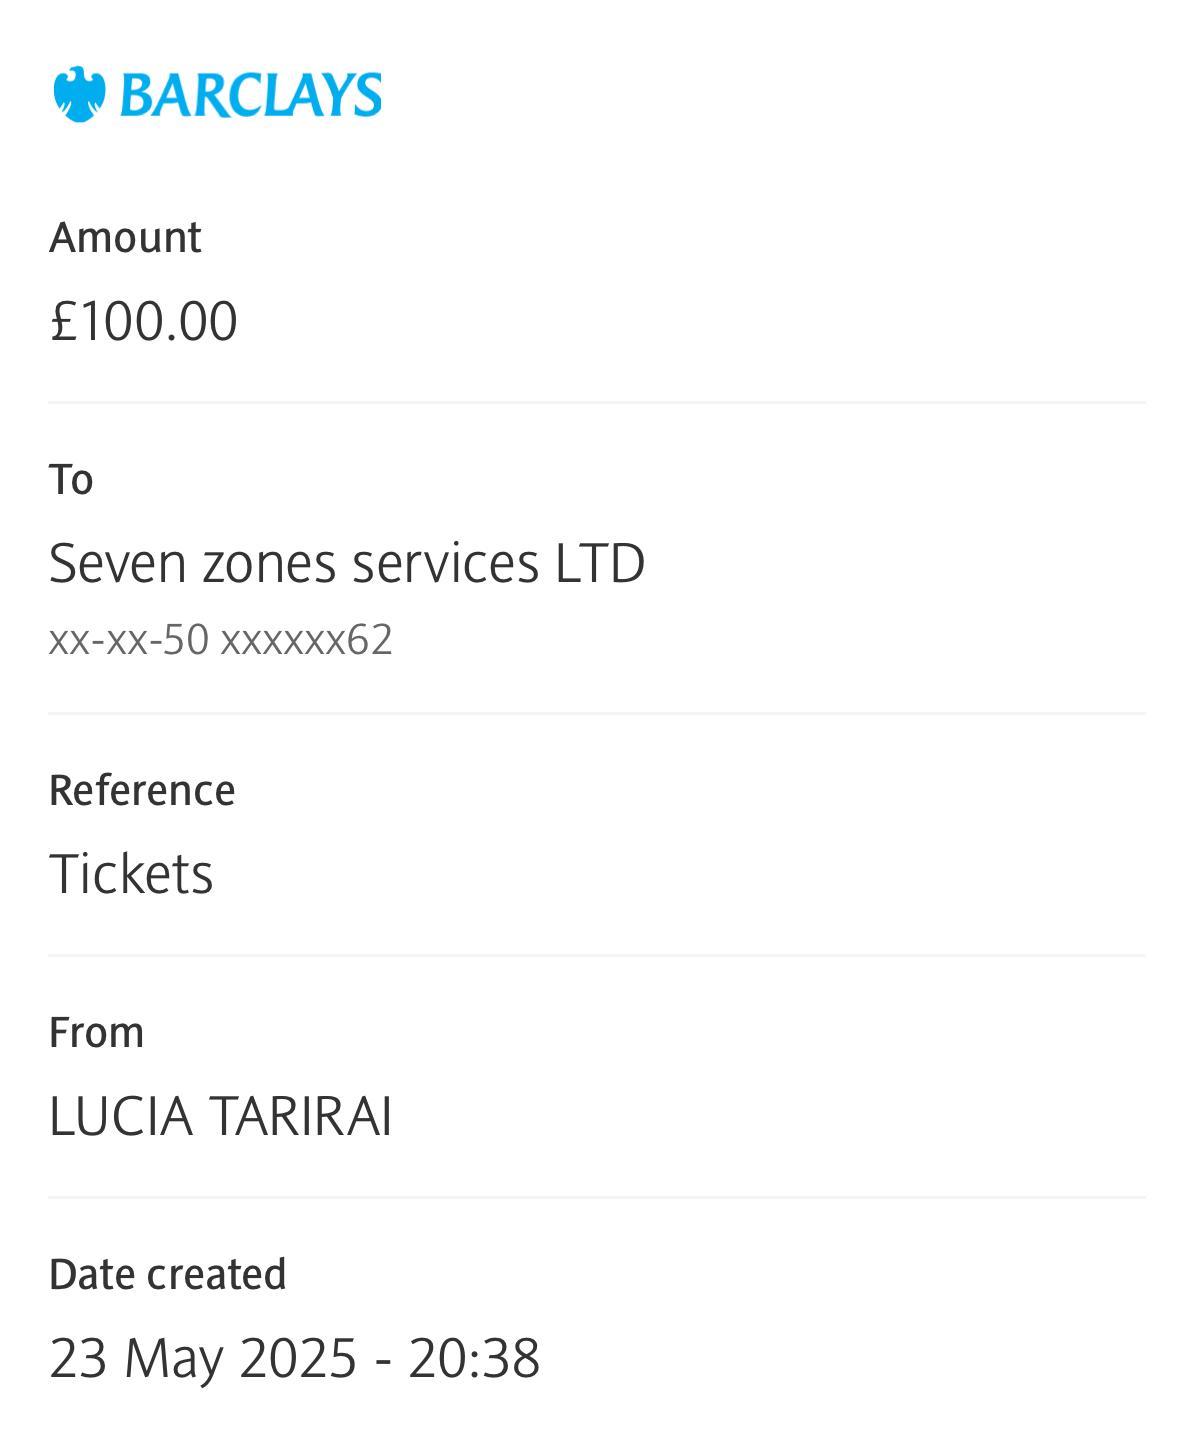 BARCLAYS
Amount
£100.00
To
Seven zones services LTD
xx-xx-50 xxxxxx62
Reference
Tickets
From
LUCIA TARIRAI
Date created
23 May 2025 - 20:38